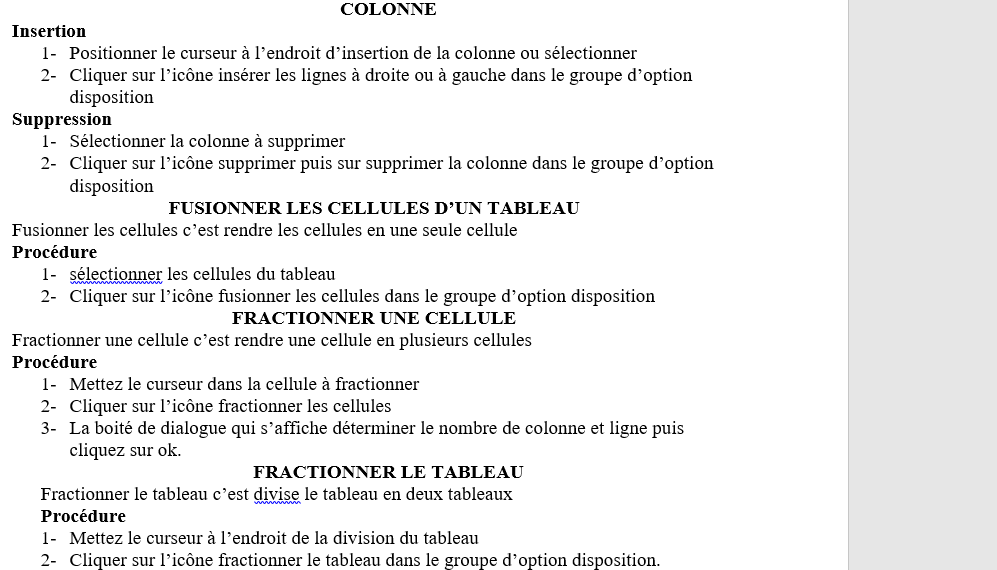 COLONNE
Insertion
1- Positionner le curseur à l’endroit d’insertion de la colonne ou sélectionner
2- Cliquer sur l’icône insérer les lignes à droite ou à gauche dans le groupe d’option
disposition
Suppression
1- Sélectionner la colonne à supprimer
2- Cliquer sur l’icône supprimer puis sur supprimer la colonne dans le groupe d’option
disposition
FUSIONNER LES CELLULES D’UN TABLEAU
Fusionner les cellules c’est rendre les cellules en une seule cellule
Procédure
1- sélectionner les cellules du tableau
2- Cliquer sur l’icône fusionner les cellules dans le groupe d’option disposition
FRACTIONNER UNE CELLULE
Fractionner une cellule c’est rendre une cellule en plusieurs cellules
Procédure
1- Mettez le curseur dans la cellule à fractionner
2- Cliquer sur l’icône fractionner les cellules
3- La boité de dialogue qui s’affiche déterminer le nombre de colonne et ligne puis
cliquez sur ok.
FRACTIONNER LE TABLEAU
Fractionner le tableau c’est divise le tableau en deux tableaux
Procédure
1- Mettez le curseur à l’endroit de la division du tableau
2- Cliquer sur l’icône fractionner le tableau dans le groupe d’option disposition.